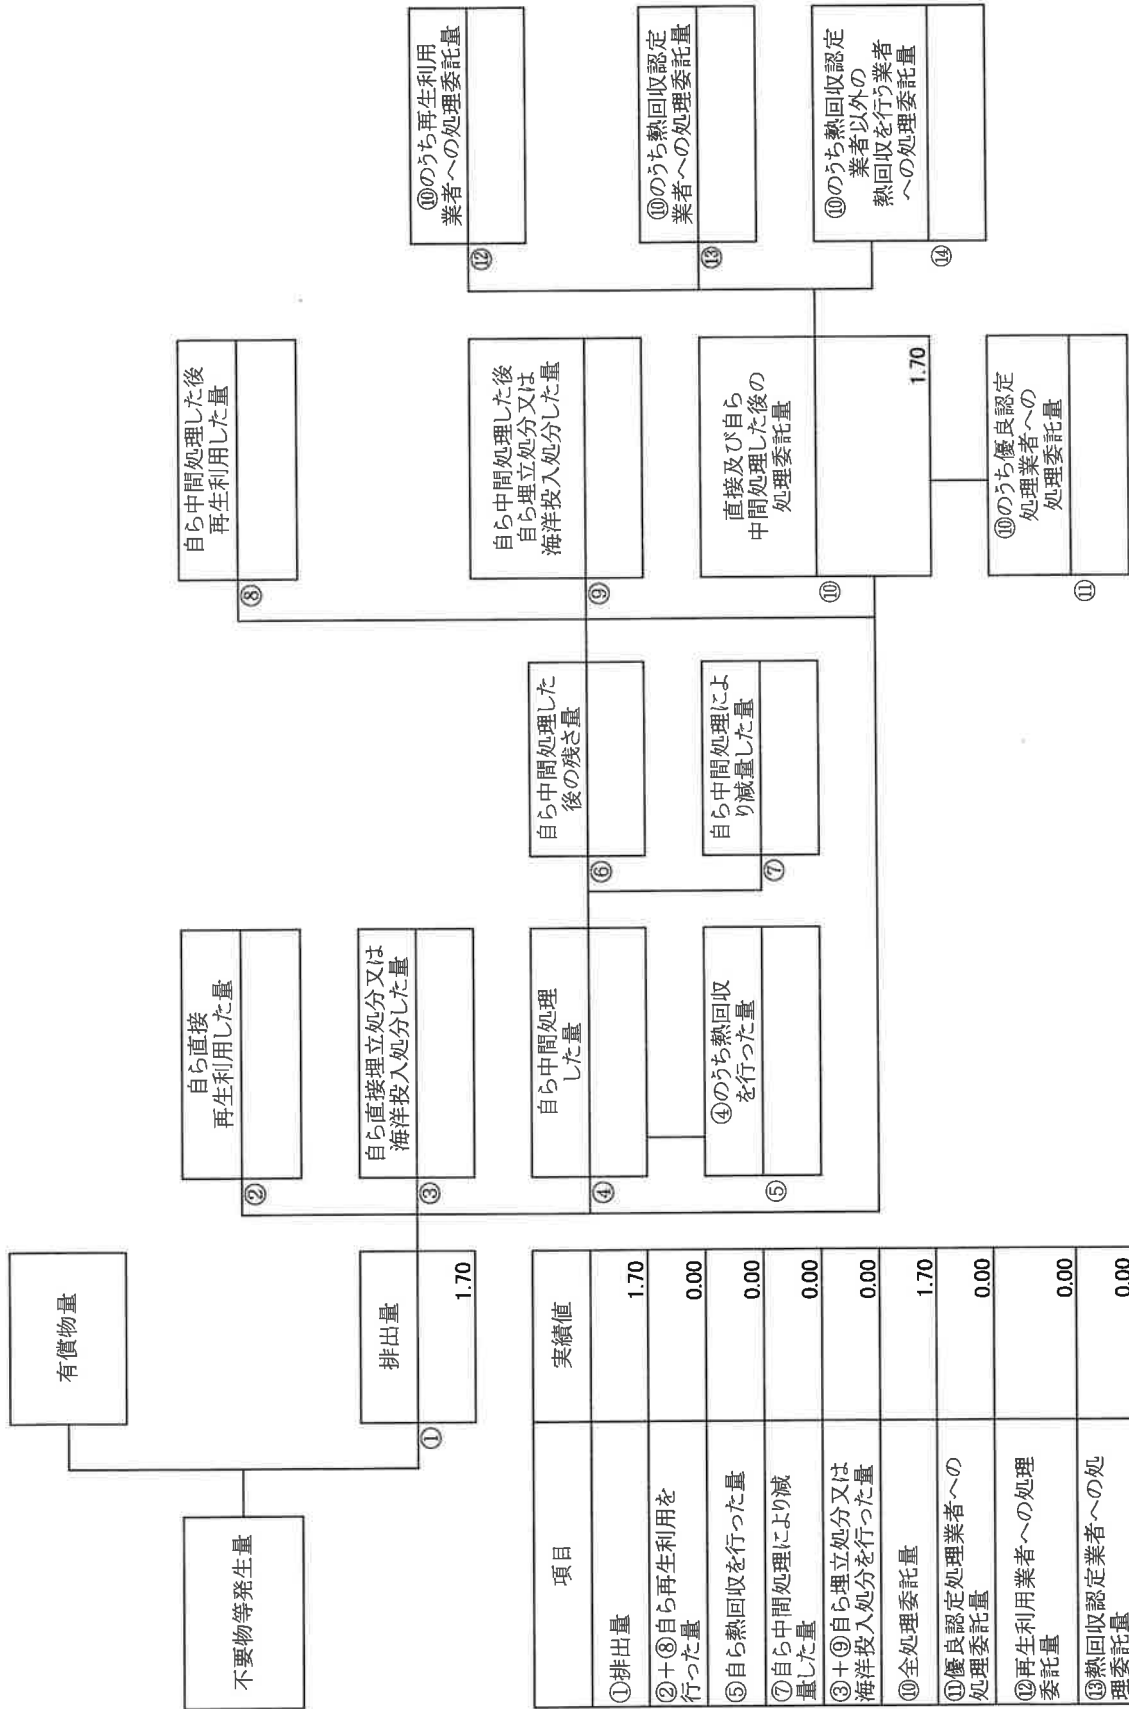 不要物等発生量
有償物量
排出量
①
1.70
②
自ら直接
再生利用した量
③
自ら直接埋立処分又は
海洋投入処分した量
④
自ら中間処理
した量
⑤
④のうち熱回収
を行った量
⑥
自ら中間処理した
後の残さ量
⑦
自ら中間処理によ
り減量した量
⑧
自ら中間処理した後
再生利用した量
⑨
自ら中間処理した後
自ら埋立処分又は
海洋投入処分した量
⑩
直接及び自ら
中間処理した後の
処理委託量
1.70
⑪
⑩のうち優良認定
処理業者への
処理委託量
⑫
⑩のうち再生利用
業者への処理委託量
⑬
⑩のうち熱回収認定
業者への処理委託量
⑭
⑩のうち熱回収認定
業者以外の
熱回収を行う業者
への処理委託量
項目 実績値
①排出量 1.70
②+⑧自ら再生利用を
行った量 0.00
⑤自ら熱回収を行った量 0.00
⑦自ら中間処理により減
量した量 0.00
③+⑨自ら埋立処分又は
海洋投入処分を行った量 0.00
⑩全処理委託量 1.70
⑪優良認定処理業者への
処理委託量 0.00
⑫再生利用業者への処理
委託量 0.00
⑬熱回収認定業者への処
理委託量 0.00